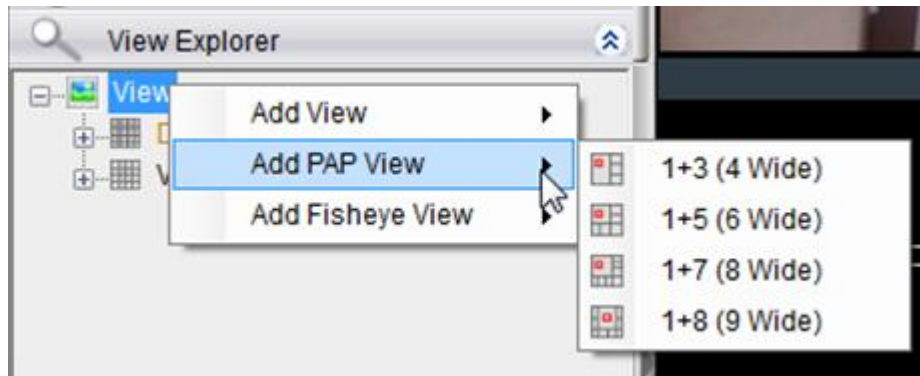 View Explorer
View
Add View
Add PAP View
Add Fisheye View
1+3 (4 Wide)
1+5 (6 Wide)
1+7 (8 Wide)
1+8 (9 Wide)